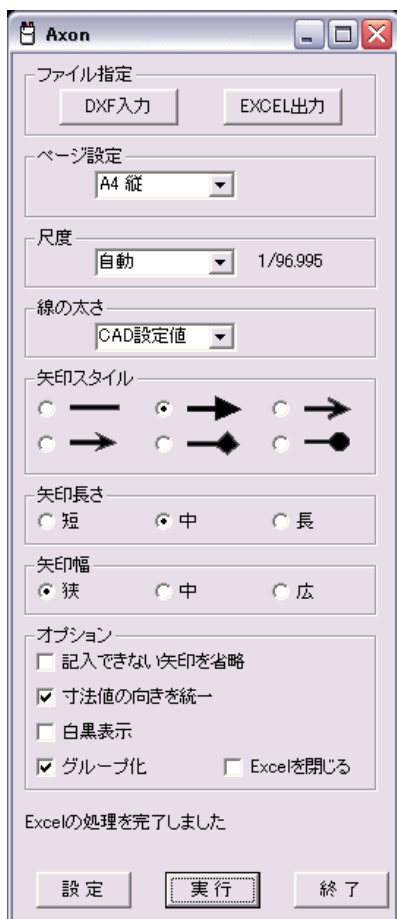 Axon
ファイル指定
DXF入力 EXCEL出力
ページ設定
A4 縦
尺度
自動 1/96.995
線の太さ
CAD設定値
矢印スタイル
矢印長さ
短 中 長
矢印幅
狭 中 広
オプション
記入できない矢印を省略
寸法値の向きを統一
白黒表示
グループ化 Excelを閉じる
Excelの処理を完了しました
設定 実行 終了